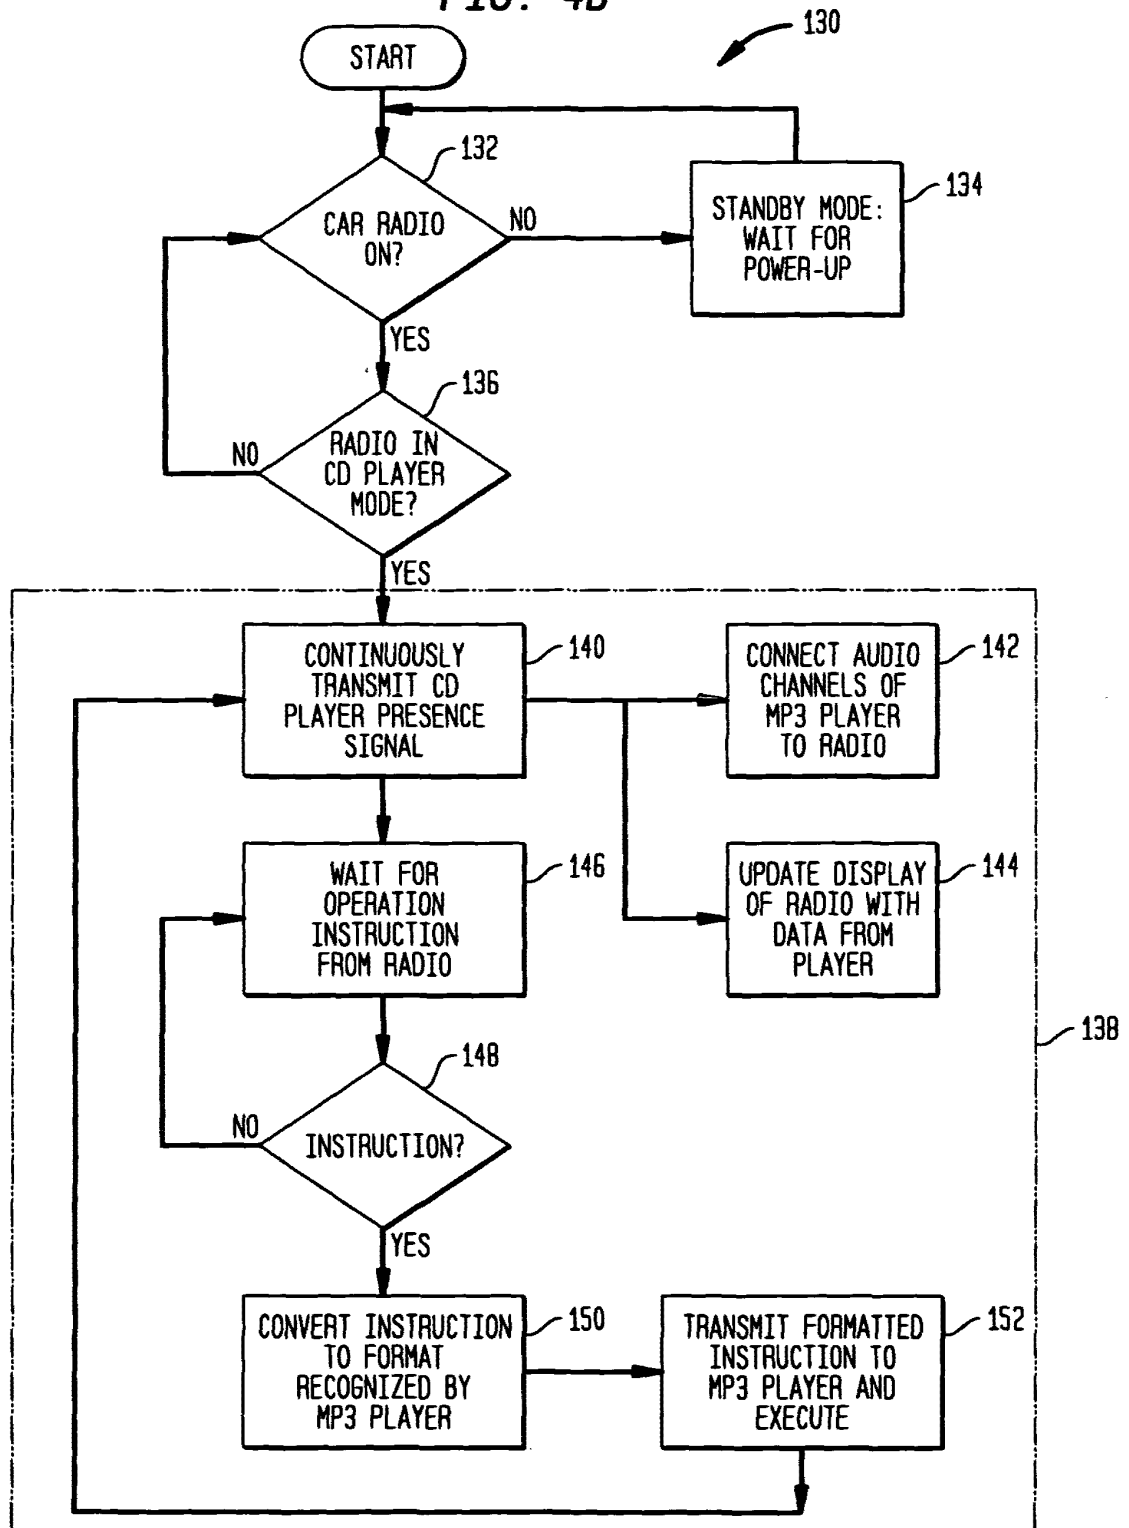 FIG. 4B
130
START
132
CAR RADIO
ON?
NO
134
STANDBY MODE:
WAIT FOR
POWER-UP
YES
136
RADIO IN
CD PLAYER
MODE?
NO
YES
138
140
CONTINUOUSLY
TRANSMIT CD
PLAYER PRESENCE
SIGNAL
142
CONNECT AUDIO
CHANNELS OF
MP3 PLAYER
TO RADIO
146
WAIT FOR
OPERATION
INSTRUCTION
FROM RADIO
144
UPDATE DISPLAY
OF RADIO WITH
DATA FROM
PLAYER
148
INSTRUCTION?
NO
YES
150
CONVERT INSTRUCTION
TO FORMAT
RECOGNIZED BY
MP3 PLAYER
152
TRANSMIT FORMATTED
INSTRUCTION TO
MP3 PLAYER AND
EXECUTE